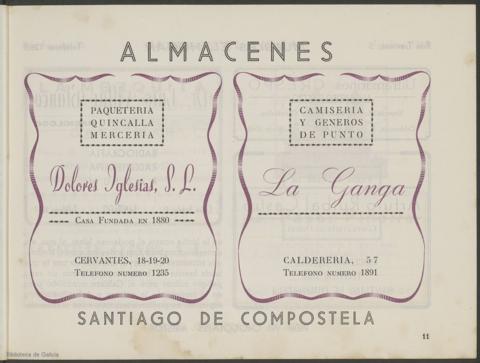 ALMACENES
PAQUETERIA
QUINCALLA
MERCERIA
Dolores Iglesias, S. L.
CASA FUNDADA EN 1880
CERVANTES, 18-19-20
TELEFONO NUMERO 1235
CAMISERIA
Y GENEROS
DE PUNTO
La Ganga
CALDERERIA, 57
TELEFONO NUMERO 1891
SANTIAGO DE COMPOSTELA
11
Biblioteca de Galicia